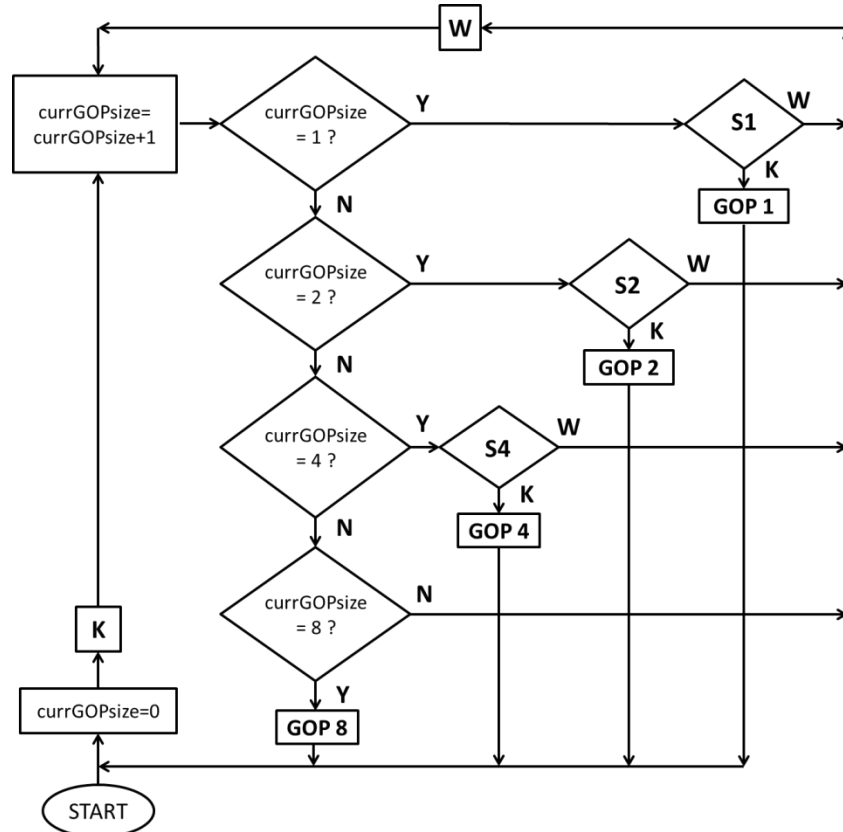 W
currGOPsize=
currGOPsize+1
currGOPsize
= 1 ?
Y
S1
W
K
GOP 1
N
currGOPsize
= 2 ?
Y
S2
W
K
GOP 2
N
currGOPsize
= 4 ?
Y
S4
W
K
GOP 4
N
currGOPsize
= 8 ?
N
K
Y
currGOPsize=0
GOP 8
START